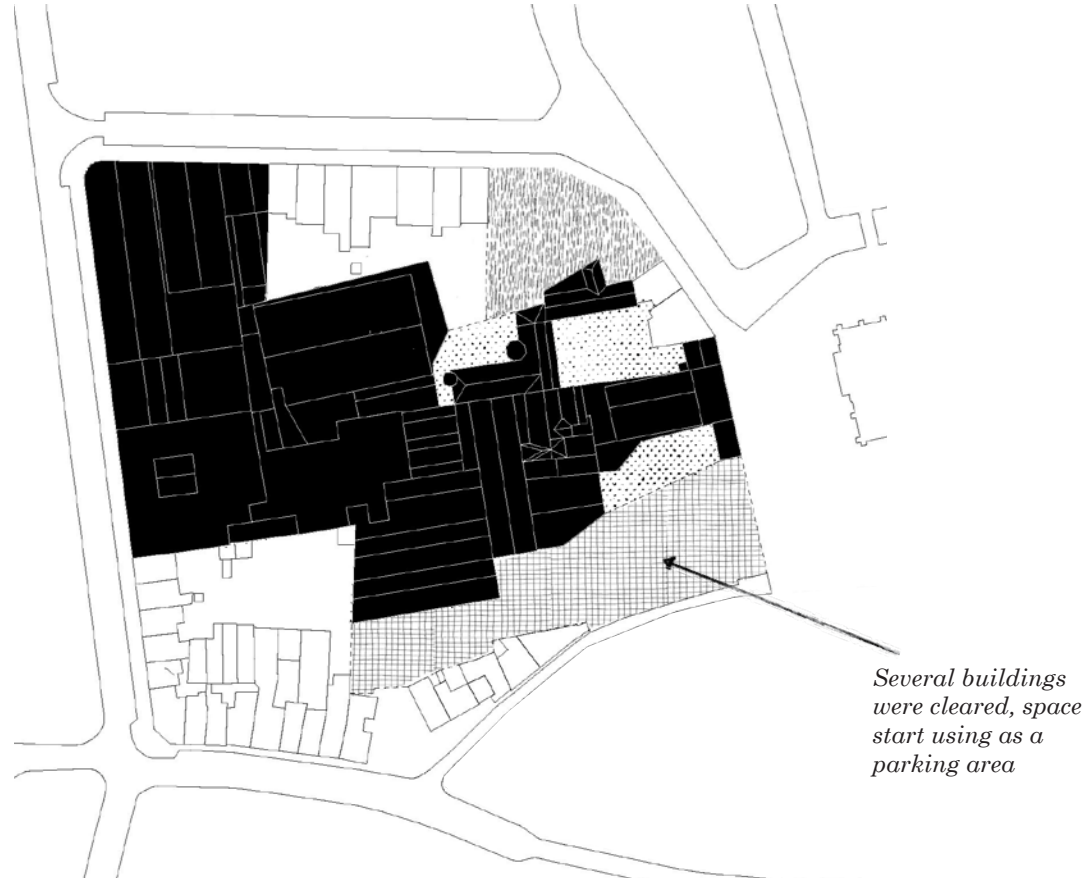 Several buildings
were cleared, space
start using as a
parking area